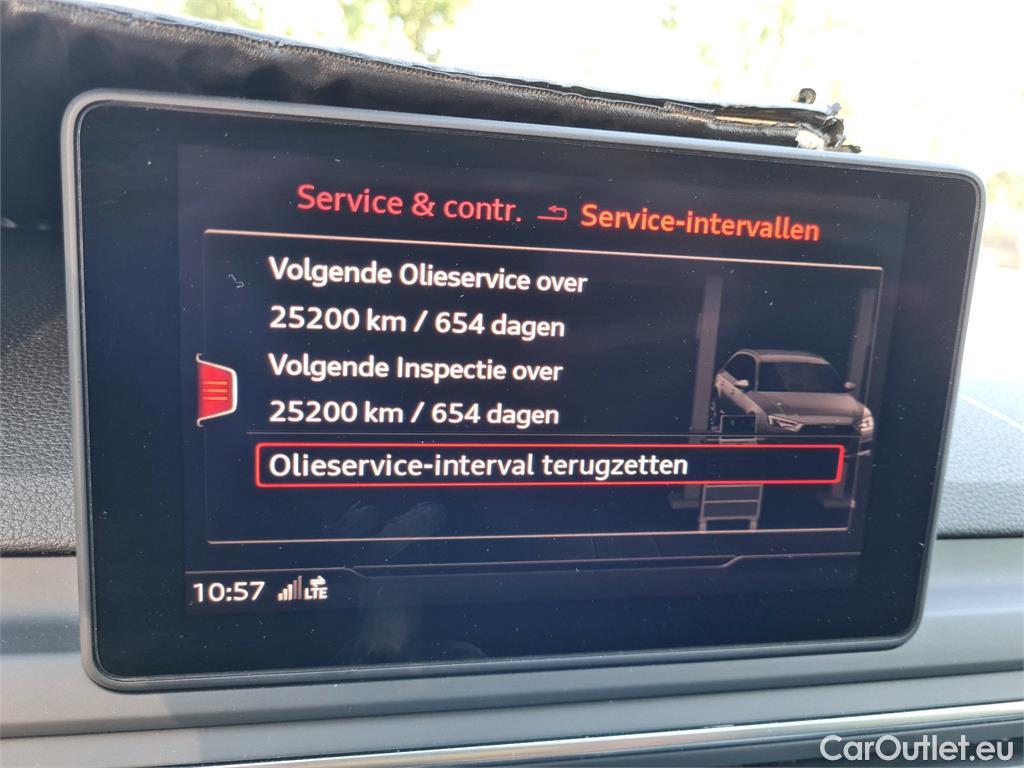 Service & contr. Service-intervallen
Volgende Olieservice over
25200 km / 654 dagen
Volgende Inspectie over
25200 km / 654 dagen
Olieservice-interval terugzetten
10:57 LTE
CarOutlet.eu